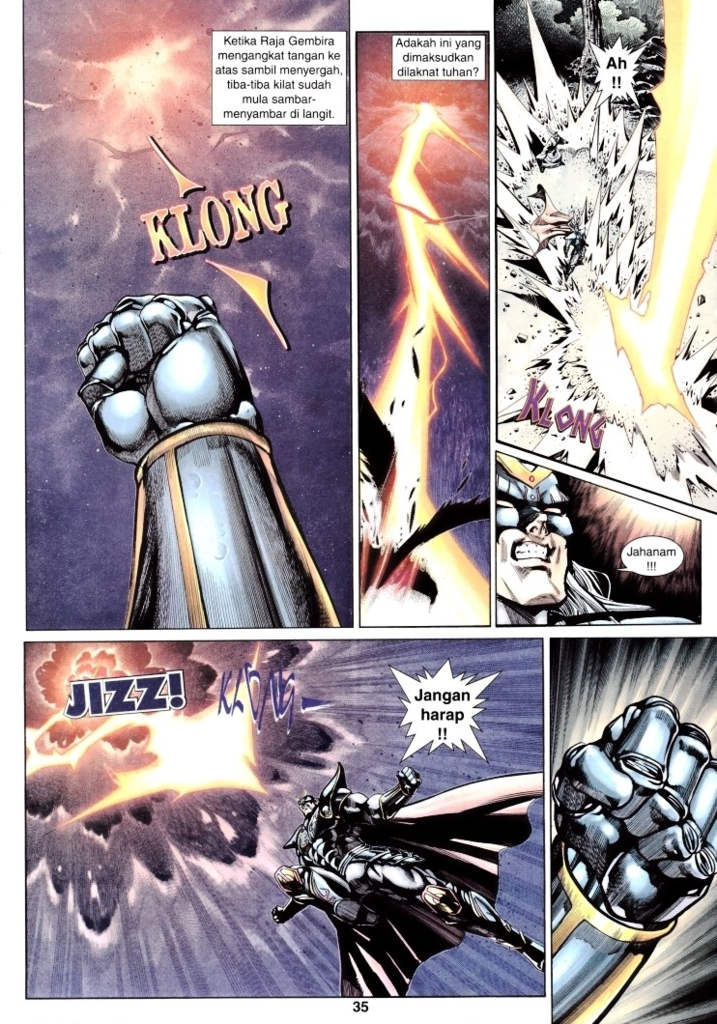 Ketika Raja Gembira
mengangkat tangan ke
atas sambil menyergah,
tiba-tiba kilat sudah
mula sambar-
menyambar di langit.
KLONG
Adakah ini yang
dimaksudkan
dilaknat tuhan?
Ah
!!
KLONG
Jahanam
!!!
JIZZ!
KLONG
Jangan
harap
!!
35